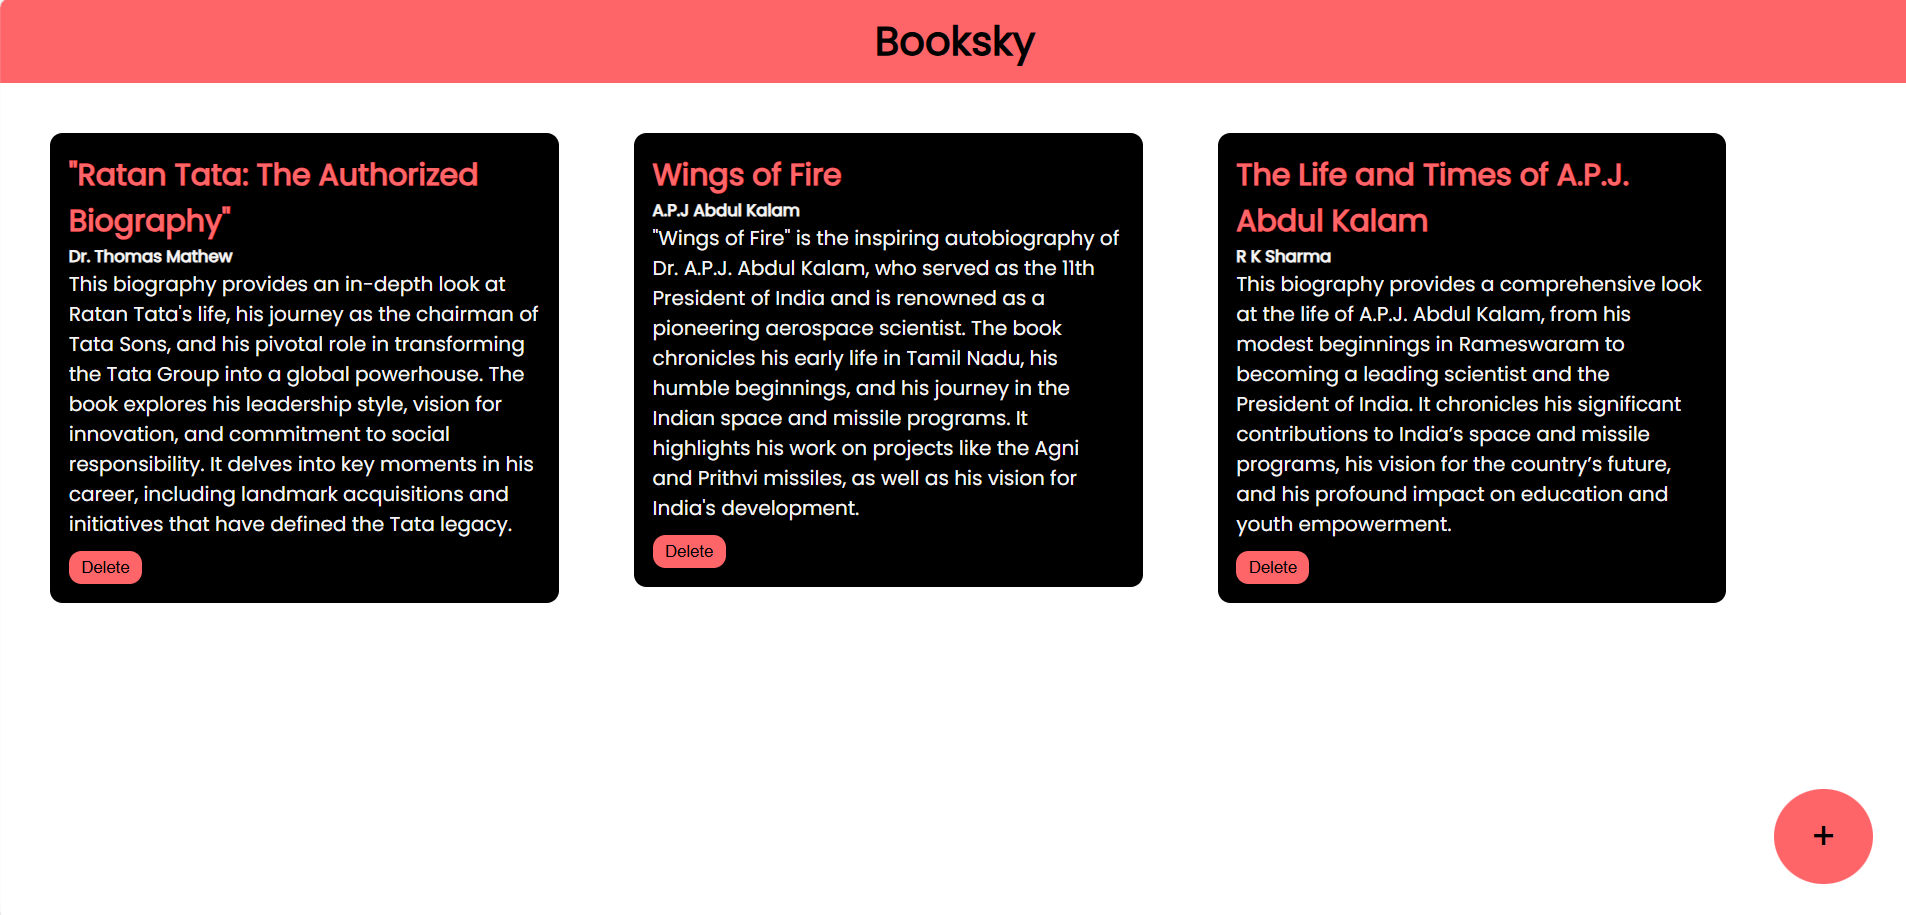 Booksky
"Ratan Tata: The Authorized
Biography"
Dr. Thomas Mathew
This biography provides an in-depth look at
Ratan Tata's life, his journey as the chairman of
Tata Sons, and his pivotal role in transforming
the Tata Group into a global powerhouse. The
book explores his leadership style, vision for
innovation, and commitment to social
responsibility. It delves into key moments in his
career, including landmark acquisitions and
initiatives that have defined the Tata legacy.
Delete
Wings of Fire
A.P.J Abdul Kalam
"Wings of Fire" is the inspiring autobiography of
Dr. A.P.J. Abdul Kalam, who served as the 11th
President of India and is renowned as a
pioneering aerospace scientist. The book
chronicles his early life in Tamil Nadu, his
humble beginnings, and his journey in the
Indian space and missile programs. It
highlights his work on projects like the Agni
and Prithvi missiles, as well as his vision for
India's development.
Delete
The Life and Times of A.P.J.
Abdul Kalam
R K Sharma
This biography provides a comprehensive look
at the life of A.P.J. Abdul Kalam, from his
modest beginnings in Rameswaram to
becoming a leading scientist and the
President of India. It chronicles his significant
contributions to India’s space and missile
programs, his vision for the country’s future,
and his profound impact on education and
youth empowerment.
Delete
+